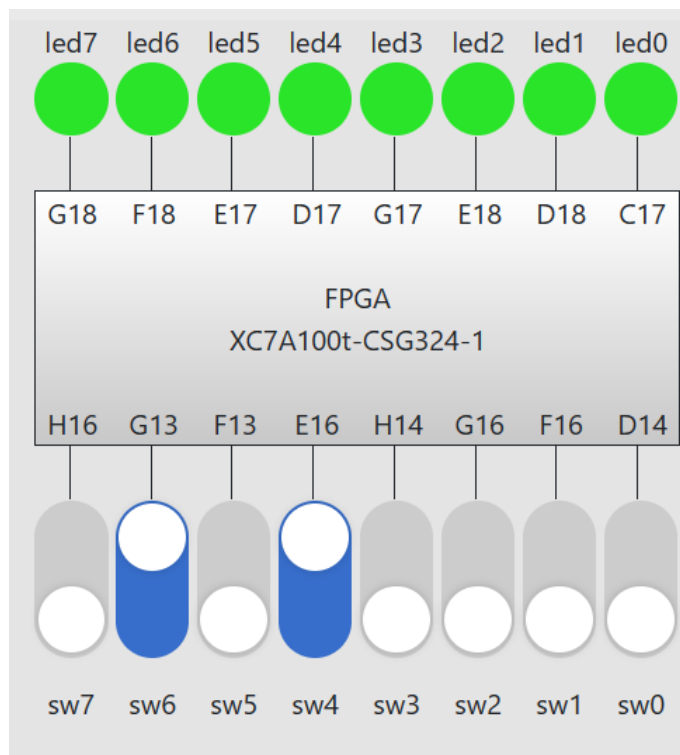 led7 led6 led5 led4 led3 led2 led1 led0
G18 F18 E17 D17 G17 E18 D18 C17
FPGA
XC7A100t-CSG324-1
H16 G13 F13 E16 H14 G16 F16 D14
sw7 sw6 sw5 sw4 sw3 sw2 sw1 sw0